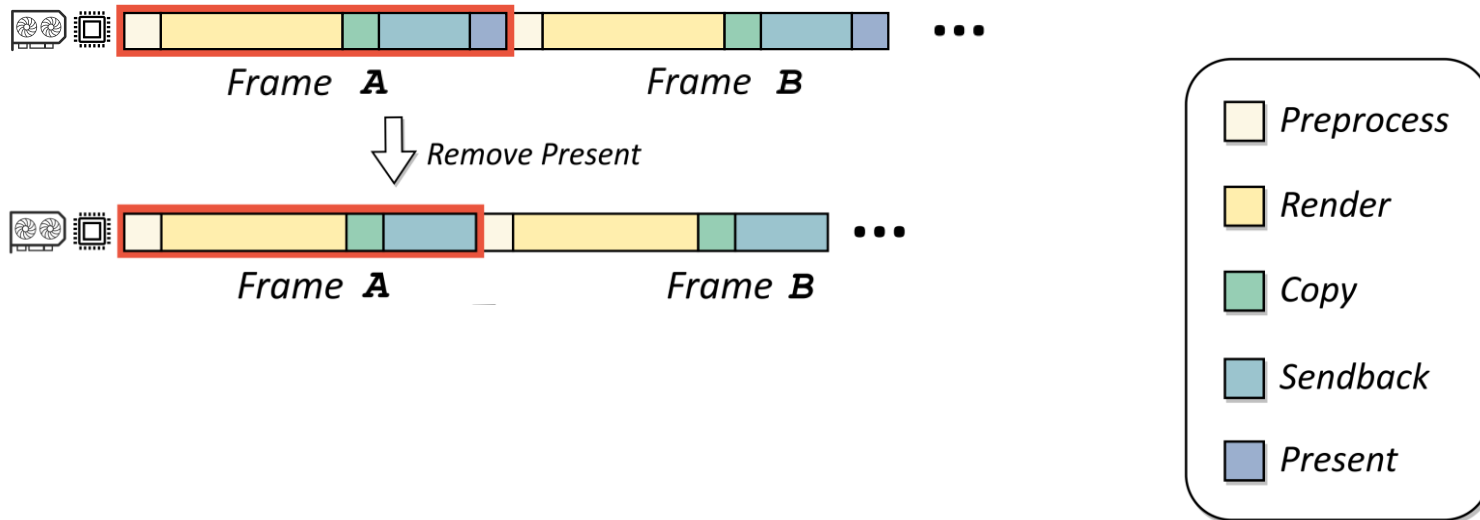 Frame A
Frame B
...
Remove Present
Frame A
Frame B
...
Preprocess
Render
Copy
Sendback
Present